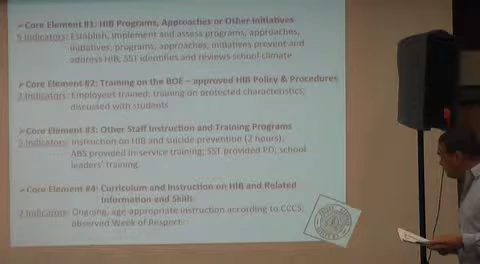 ➢Core Element #1: HIB Programs, Approaches or Other Initiatives
5 Indicators: Establish, implement and assess programs, approaches,
initiatives; programs, approaches, initiatives prevent and
address HIB; SST identifies and reviews school climate
➢Core Element #2: Training on the BOE – approved HIB Policy & Procedures
Indicators: Employees trained; training on protected characteristics;
discussed with students
➢Core Element #3: Other Staff Instruction and Training Programs
Indicators: Instruction on HIB and suicide prevention (2 hours);
ABS provided in-service training; SST provided PD; school
leaders' training.
➢Core Element #4: Curriculum and Instruction on HIB and Related
Information and Skills
Indicators: Ongoing, age appropriate instruction according to CCCS;
observed Week of Respect.